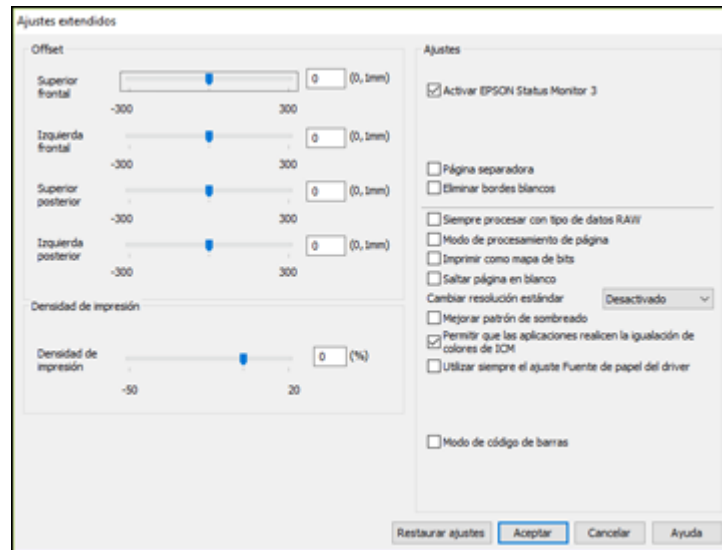 Ajustes extendidos
Offset
Superior
frontal
0 (0,1mm)
-300 300
Izquierda
frontal
0 (0,1mm)
-300 300
Superior
posterior
0 (0,1mm)
-300 300
Izquierda
posterior
0 (0,1mm)
-300 300
Densidad de impresión
Densidad de
impresión
0 (%)
-50 20
Ajustes
Activar EPSON Status Monitor 3
Página separadora
Eliminar bordes blancos
Siempre procesar con tipo de datos RAW
Modo de procesamiento de página
Imprimir como mapa de bits
Saltar página en blanco
Cambiar resolución estándar Desactivado
Mejorar patrón de sombreado
Permitir que las aplicaciones realicen la igualación de
colores de ICM
Utilizar siempre el ajuste Fuente de papel del driver
Modo de código de barras
Restaurar ajustes Aceptar Cancelar Ayuda